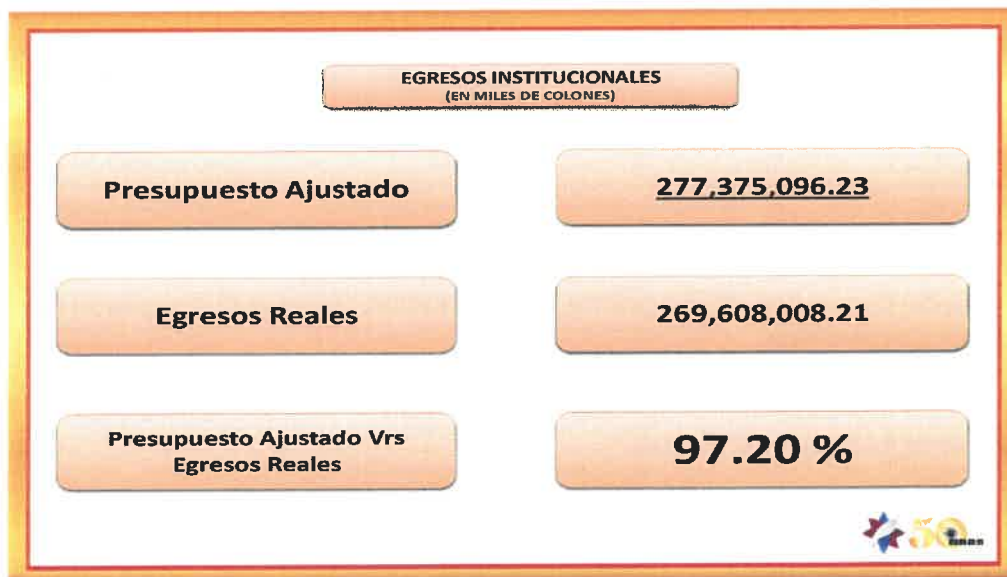 EGRESOS INSTITUCIONALES
(EN MILES DE COLONES)
Presupuesto Ajustado
277,375,096.23
Egresos Reales
269,608,008.21
Presupuesto Ajustado Vrs
Egresos Reales
97.20 %
50